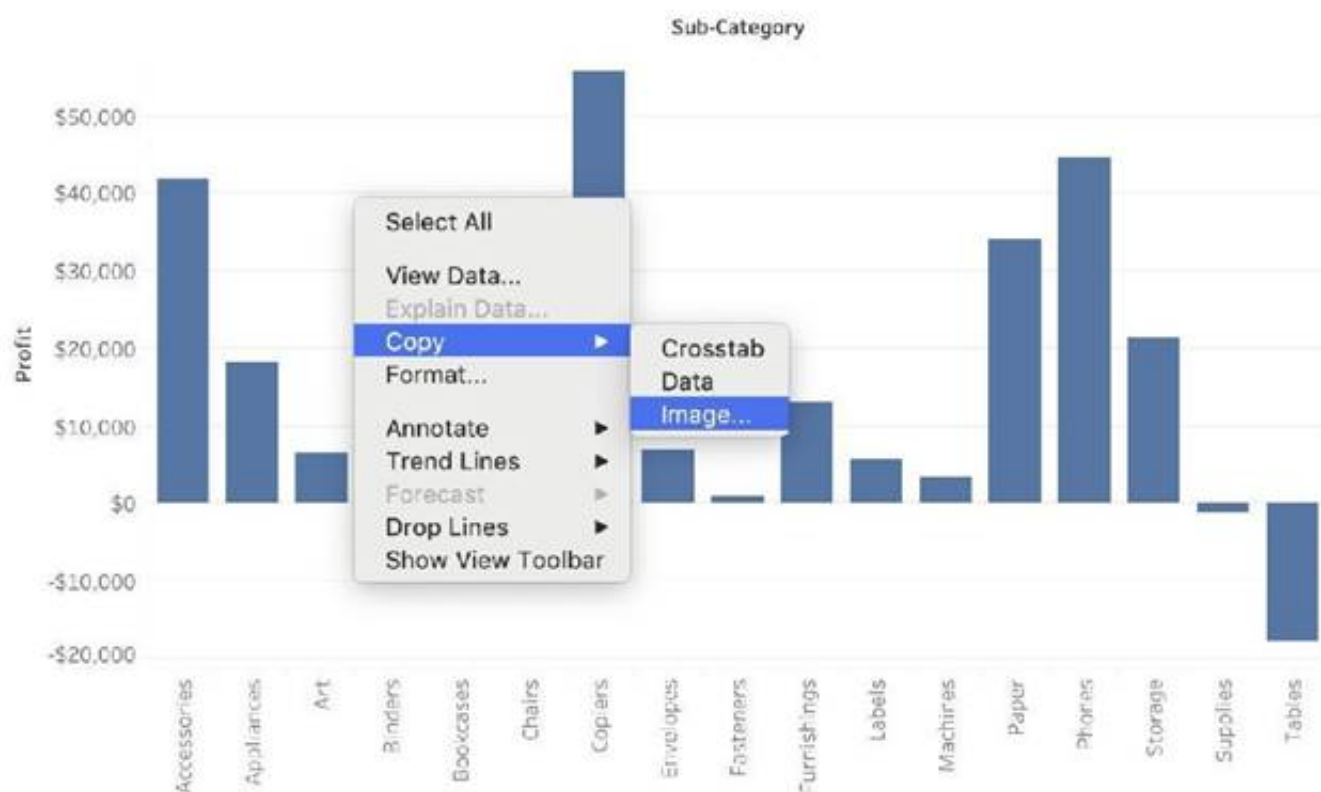 Sub-Category
$50,000
$40,000
$30,000
$20,000
$10,000
$0
-$10,000
-$20,000
Profit
Select All
View Data...
Explain Data...
Copy
Format...
Annotate
Trend Lines
Forecast
Drop Lines
Show View Toolbar
Crosstab
Data
Image...
Accessories
Appliances
Art
Binders
Bookcases
Chairs
Copiers
Envelopes
Fasteners
Furnishings
Labels
Machines
Paper
Phones
Storage
Supplies
Tables